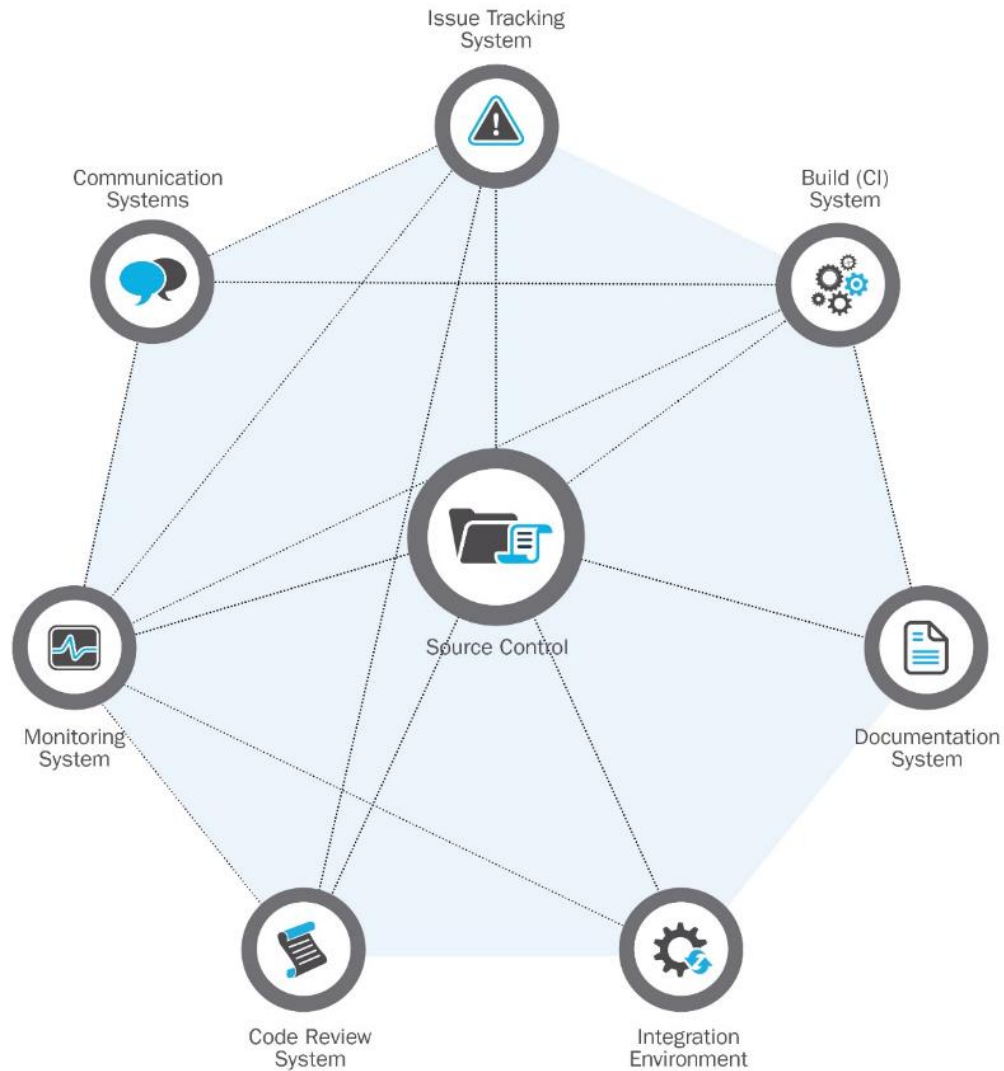 Issue Tracking
System
Communication
Systems
Build (CI)
System
Source Control
Monitoring
System
Documentation
System
Code Review
System
Integration
Environment